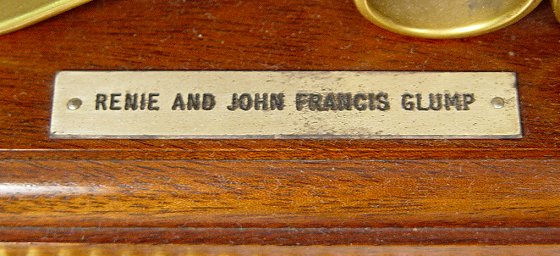 RENIE AND JOHN FRANCIS GLUMP